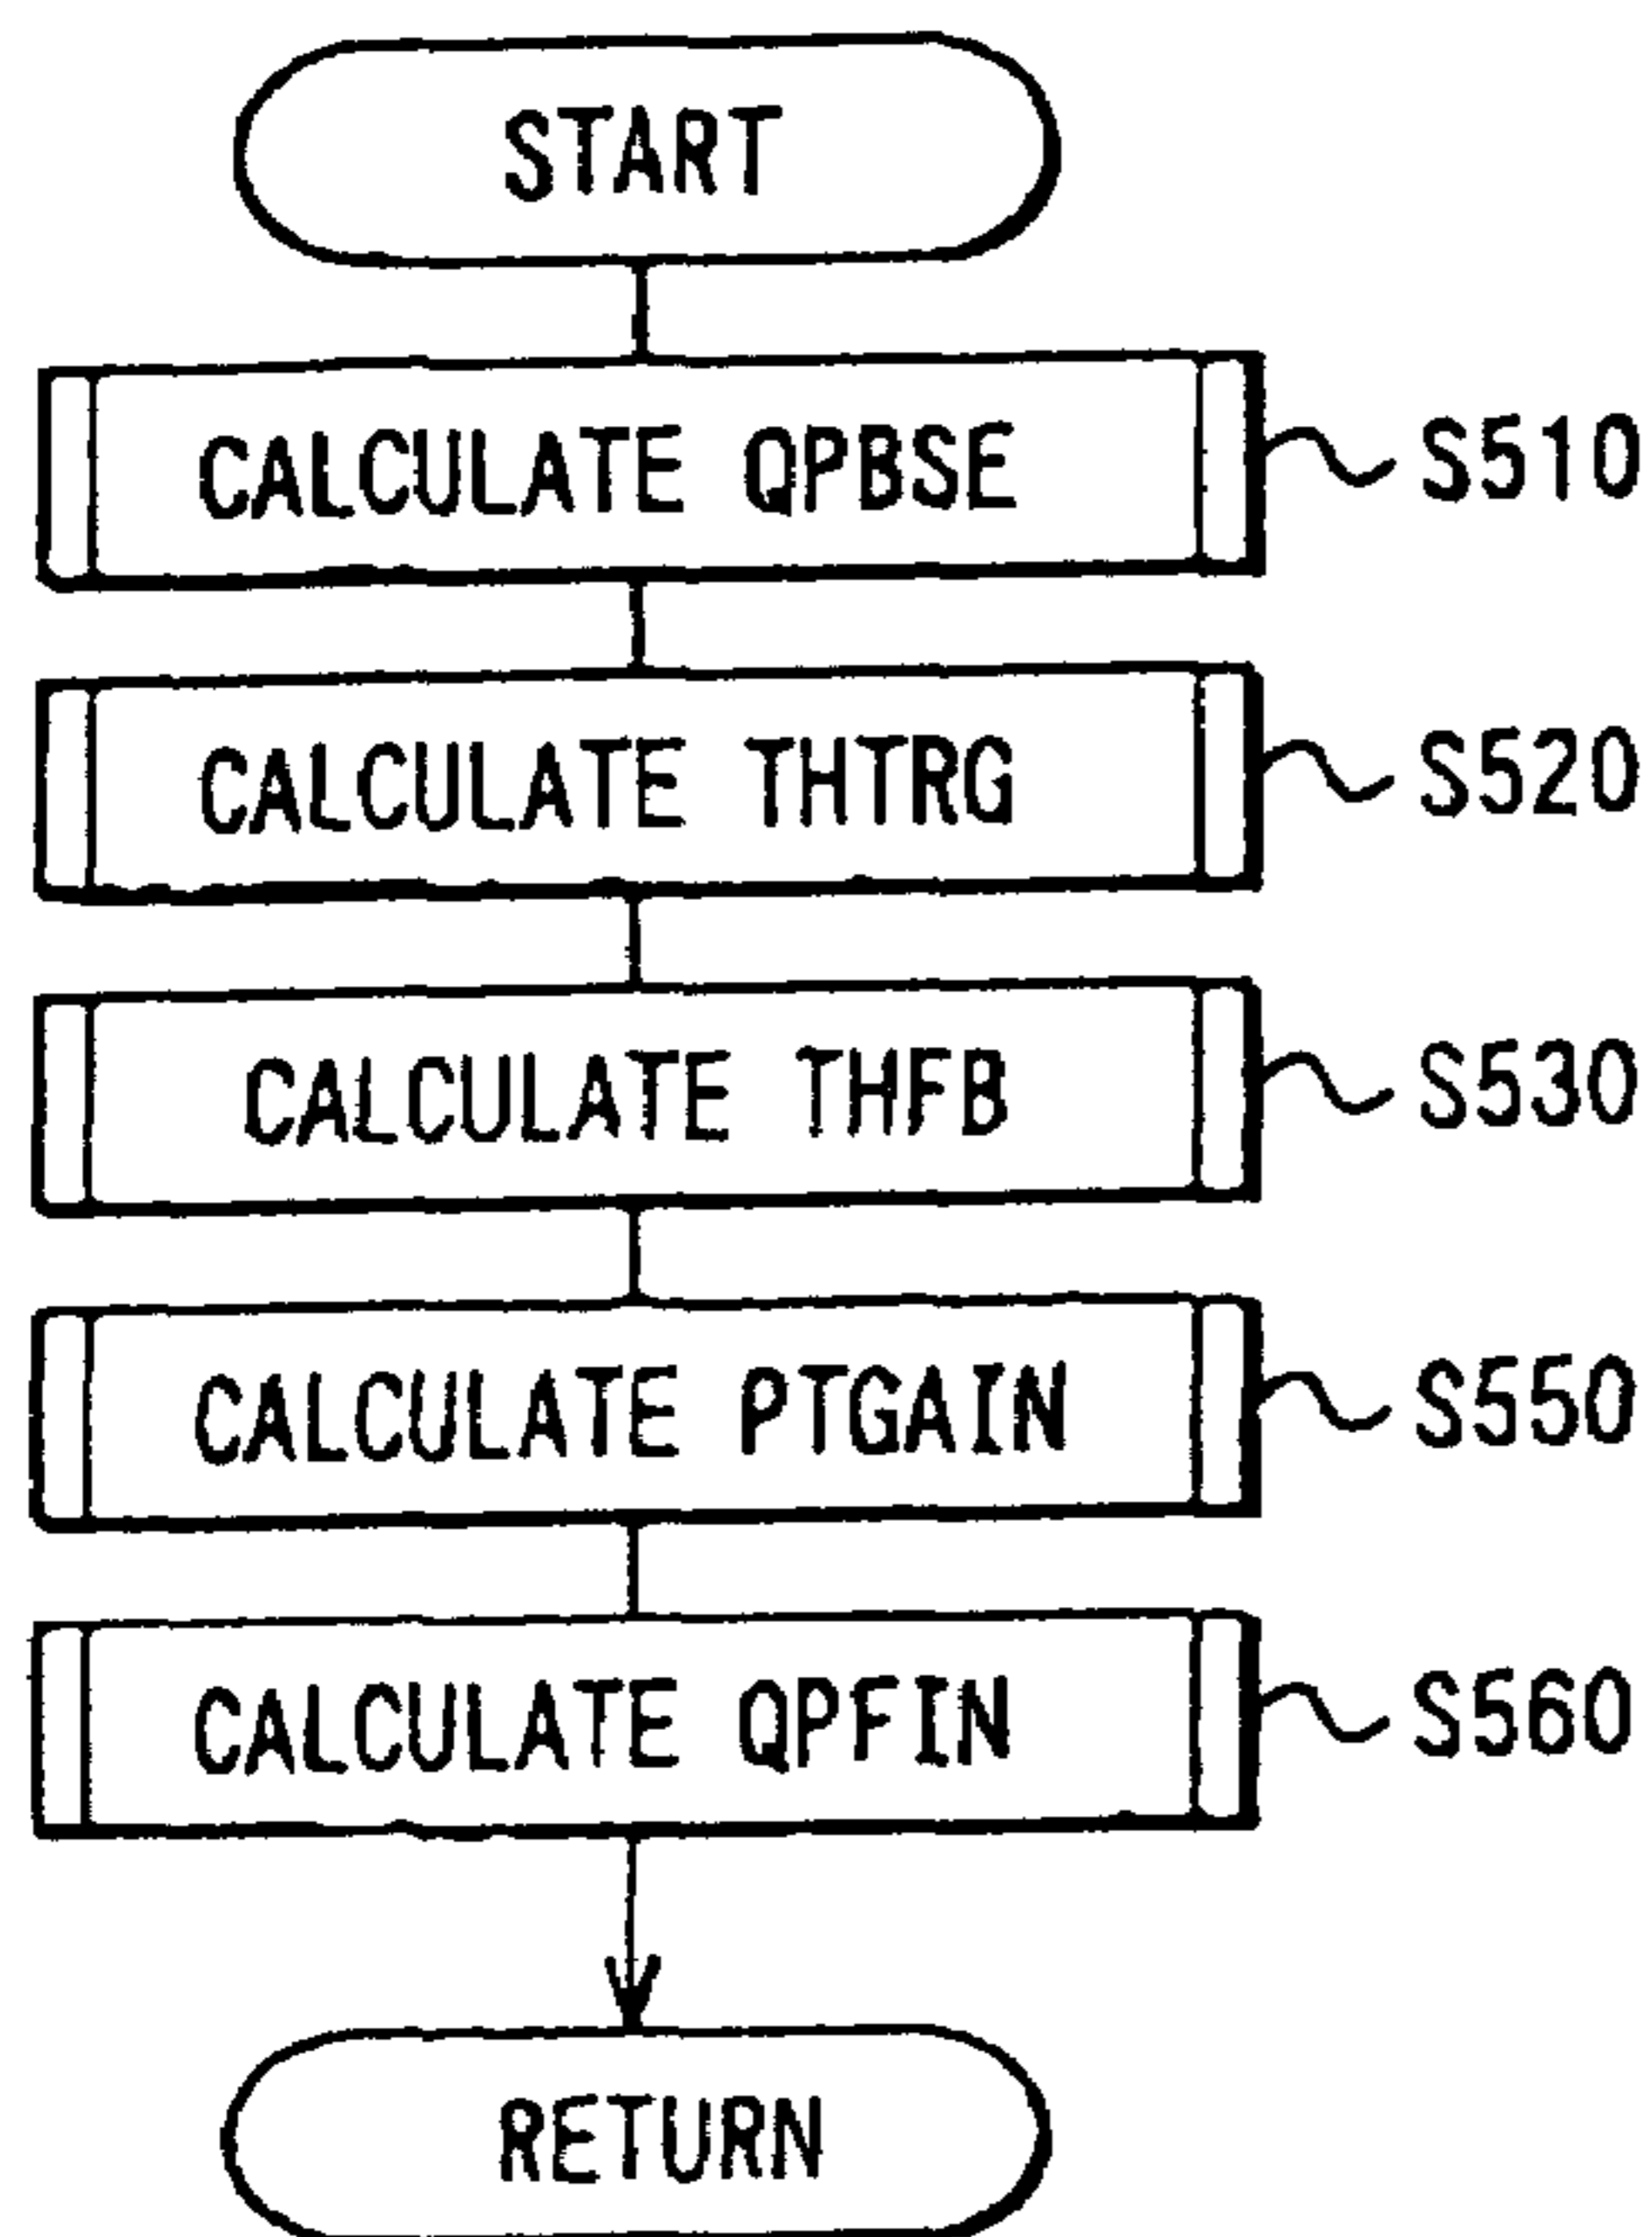 START
CALCULATE QPBSE S510
CALCULATE THTRG S520
CALCULATE THFB S530
CALCULATE PTGAIN S550
CALCULATE QPFIN S560
RETURN